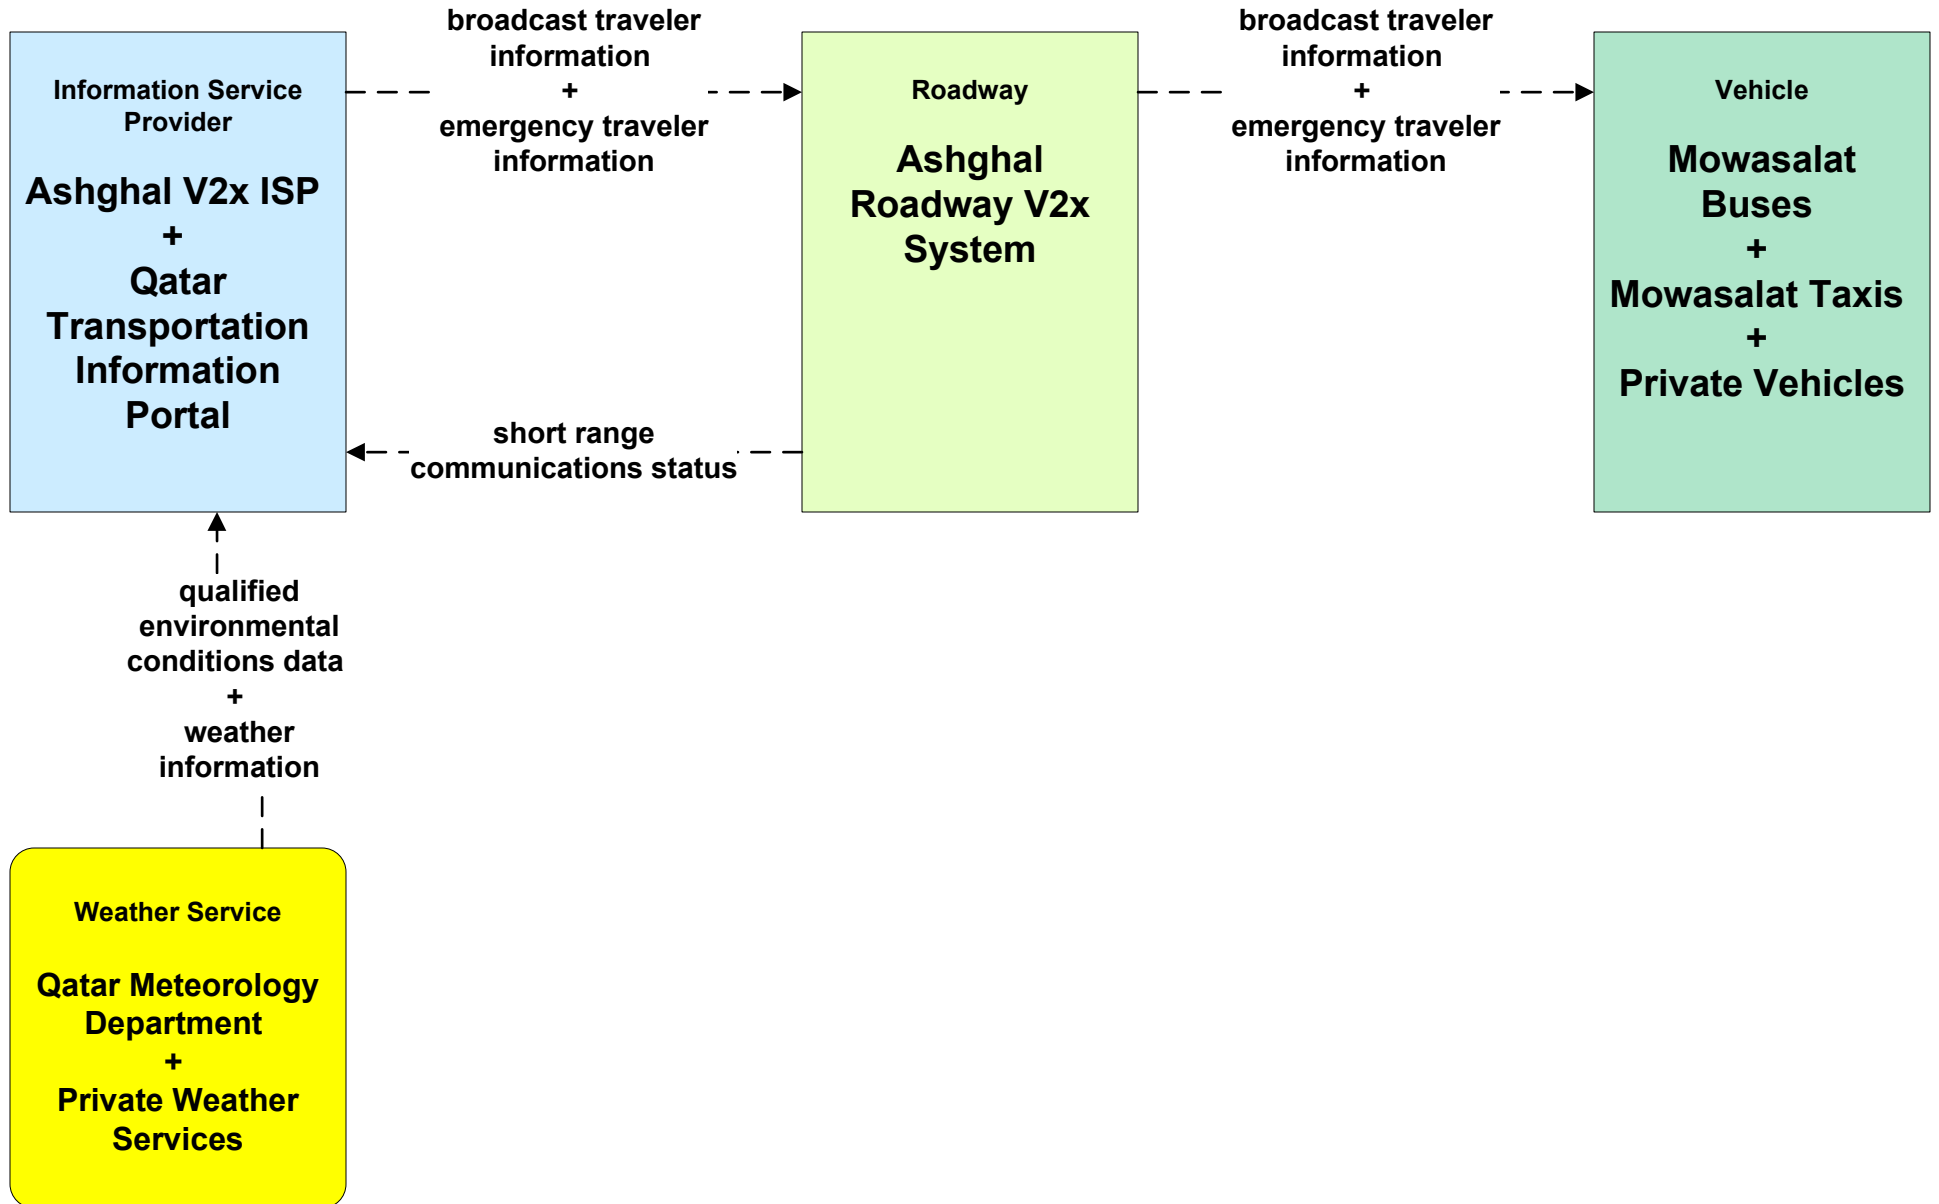 broadcast traveler
information
+
emergency traveler
information
broadcast traveler
information
+
emergency traveler
information
Information Service
Provider
Ashghal V2x ISP
+
Qatar
Transportation
Information
Portal
Roadway
Ashghal
Roadway V2x
System
Vehicle
Mowasalat
Buses
+
Mowasalat Taxis
+
Private Vehicles
short range
communications status
qualified
environmental
conditions data
+
weather
information
Weather Service
Qatar Meteorology
Department
+
Private Weather
Services